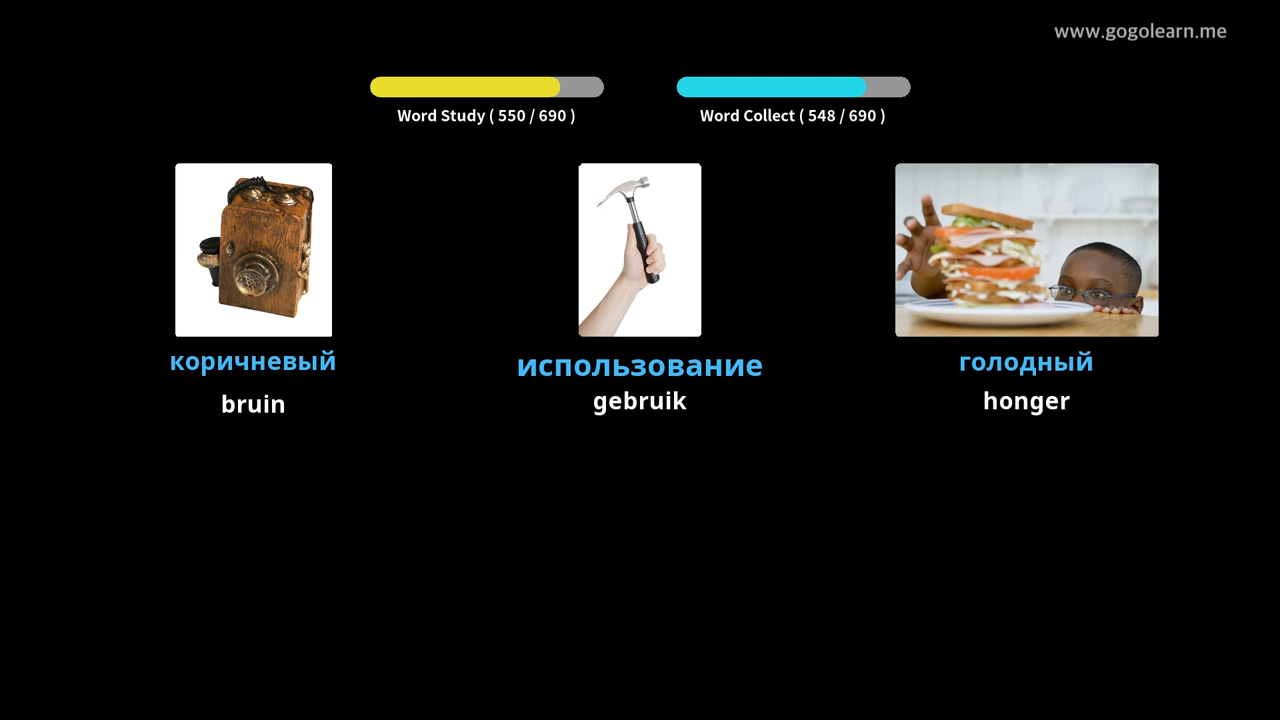 www.gogolearn.me
Word Study ( 550 / 690 )
Word Collect ( 548 / 690 )
коричневый
bruin
использование
gebruik
голодный
honger